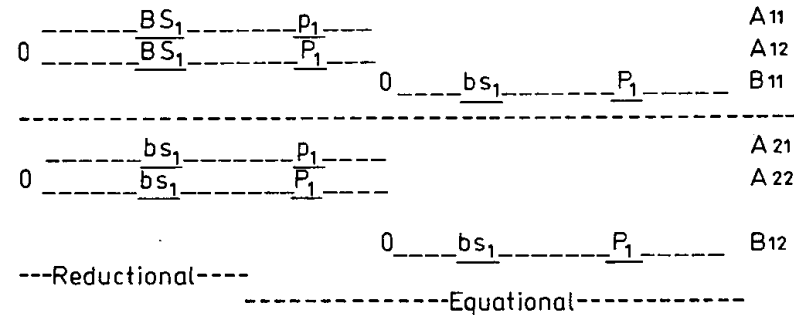 BS₁ p₁ A11
0 BS₁ P₁ A12
0 bs₁ P₁ B11
bs₁ p₁ A21
0 bs₁ P₁ A22
0 bs₁ P₁ B12
---Reductional----
Equational